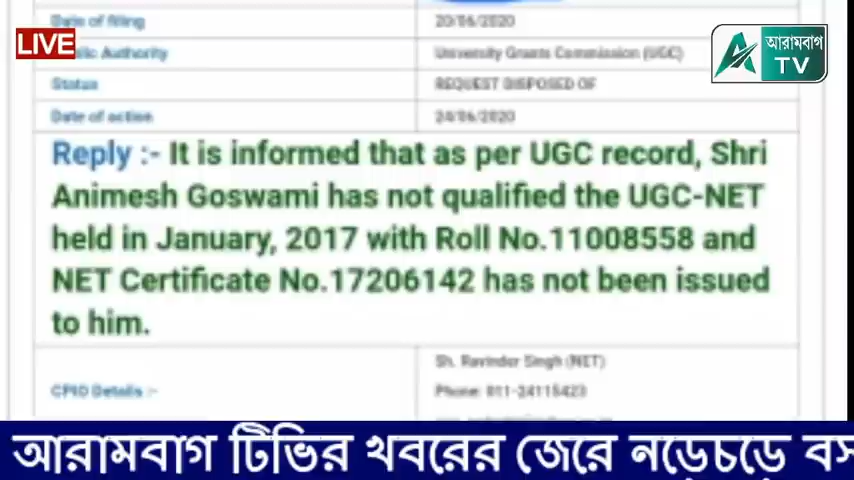 LIVE
Date of filing 20/06/2020
Public Authority University Grants Commission (UGC)
Status REQUEST DISPOSED OF
Date of action 24/06/2020
আরামবাগ
TV
Reply :- It is informed that as per UGC record, Shri
Animesh Goswami has not qualified the UGC-NET
held in January, 2017 with Roll No.11008558 and
NET Certificate No.17206142 has not been issued
to him.
Sh. Ravinder Singh (NET)
CPIO Details :- Phone: 011-24115423
আরামবাগ টিভির খবরের জেরে নড়েচড়ে বস